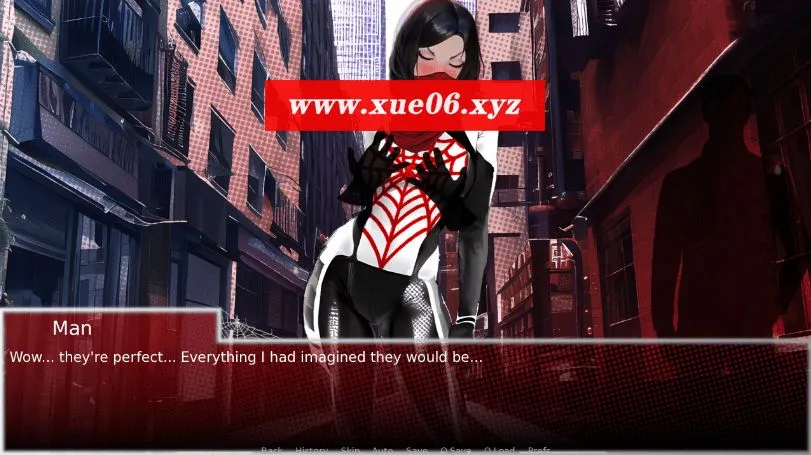 www.xue06.xyz
Man
Wow... they're perfect... Everything I had imagined they would be...
Back History Skip Auto Save Q.Save Q.Load Prefs